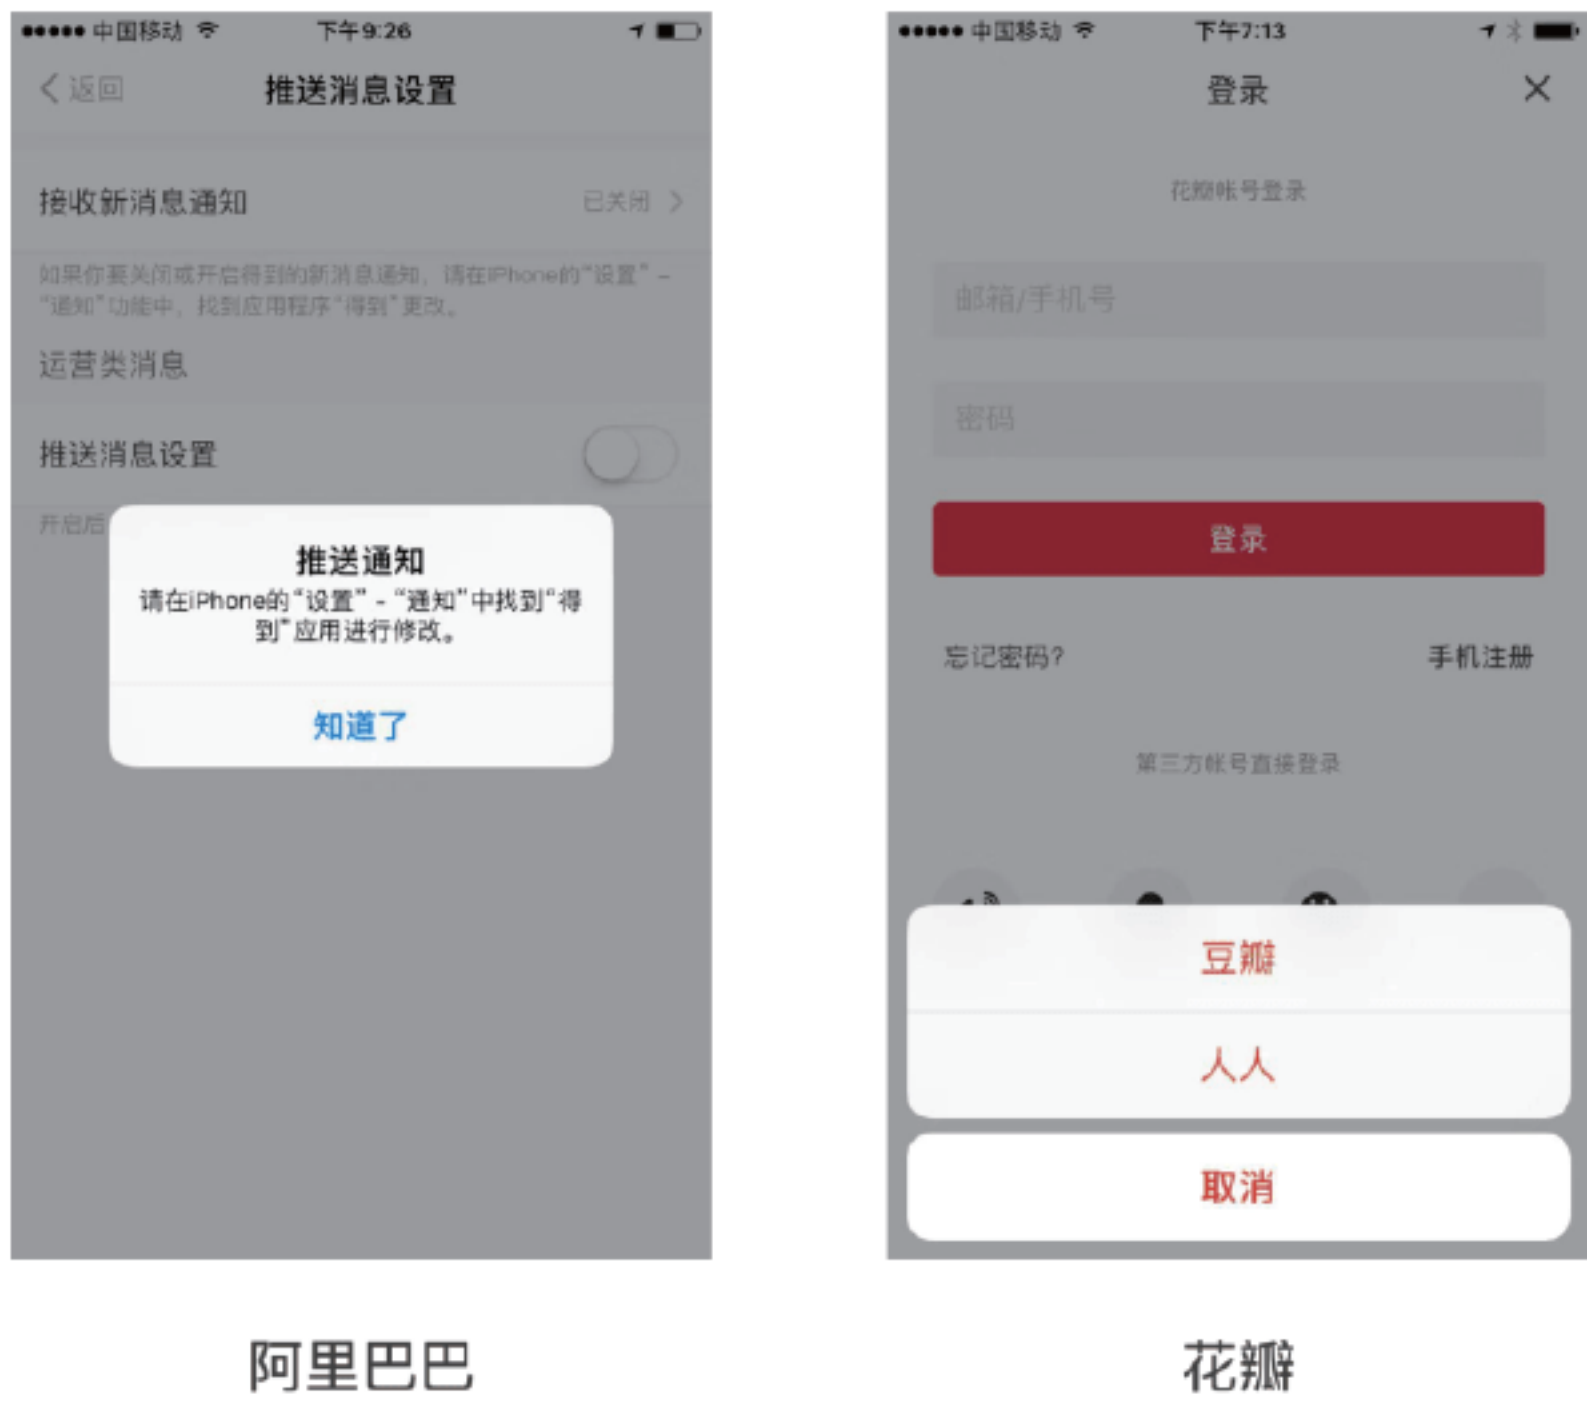 中国移动 下午9:26
返回 推送消息设置
接收新消息通知 已关闭
如果你要关闭或开启得到的新消息通知，请在iPhone的“设置” -
“通知”功能中，找到应用程序“得到”更改。
运营类消息
推送消息设置
开启后
推送通知
请在iPhone的“设置” - “通知”中找到“得
到”应用进行修改。
知道了
阿里巴巴
中国移动 下午7:13
登录
花瓣帐号登录
邮箱/手机号
密码
登录
忘记密码? 手机注册
第三方帐号直接登录
豆瓣
人人
取消
花瓣